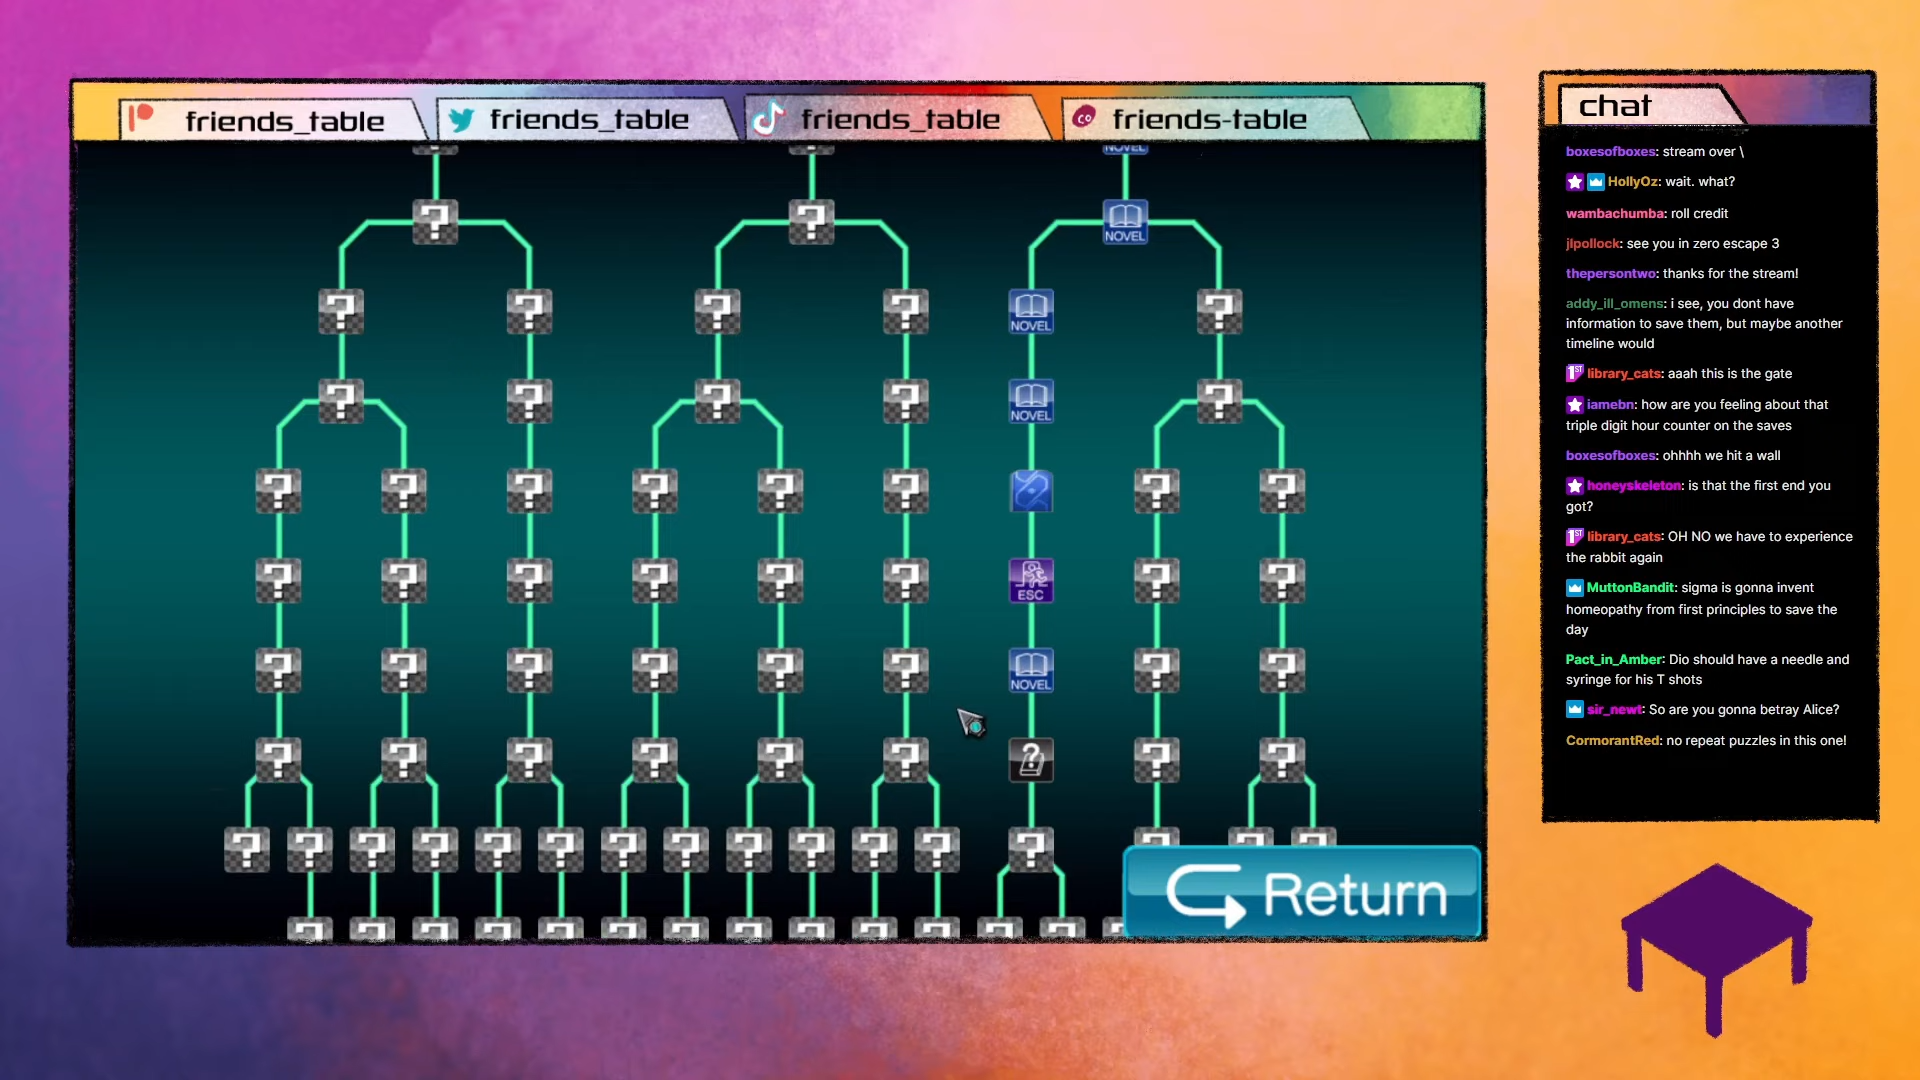 friends_table
friends_table
friends_table
co
friends-table
chat
NOVEL
boxesofboxes: stream over \
HollyOz: wait. what?
wambachumba: roll credit
jlpollock: see you in zero escape 3
thepersontwo: thanks for the stream!
addy_ill_omens: i see, you dont have
information to save them, but maybe another
timeline would
1ST library_cats: aaah this is the gate
iamebn: how are you feeling about that
triple digit hour counter on the saves
boxesofboxes: ohhhh we hit a wall
honeyskeleton: is that the first end you
got?
1ST library_cats: OH NO we have to experience
the rabbit again
MuttonBandit: sigma is gonna invent
homeopathy from first principles to save the
day
Pact_in_Amber: Dio should have a needle and
syringe for his T shots
sir_newt: So are you gonna betray Alice?
CormorantRed: no repeat puzzles in this one!
? ? NOVEL
? ? ? ? NOVEL ?
? ? ? ? NOVEL ?
? ? ? ? ? ? ? ?
? ? ? ? ? ? ESC ? ?
? ? ? ? ? ? NOVEL ? ?
? ? ? ? ? ? ? ? ?
? ? ? ? ? ? ? ? ? ? ? ? ? ? ? ?
? ? ? ? ? ? ? ? ? ? ? ? ? ?
Return